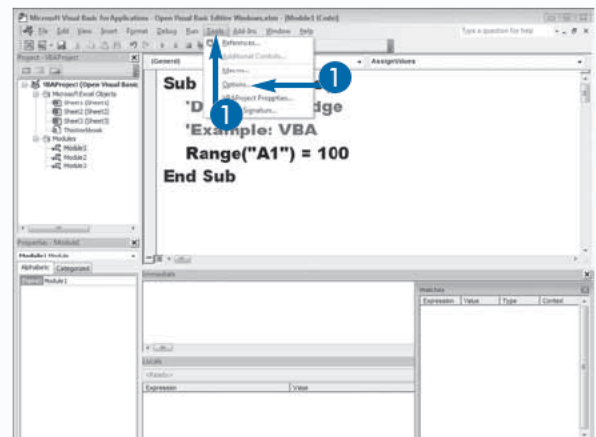 Microsoft Visual Basic for Applications - Open Visual Basic Editor Windows.xlsm - [Module1 (Code)]
File Edit View Insert Format Debug Run Tools Add-Ins Window Help
Type a question for help
Project - VBAProject
VBAProject (Open Visual Basic
Microsoft Excel Objects
Sheet1 (Sheet1)
Sheet2 (Sheet2)
Sheet3 (Sheet3)
ThisWorkbook
Modules
Module1
Module2
Module3
References...
Additional Controls...
Macros...
Options...
VBAProject Properties...
Signature...
1
1
(General)
AssignValues
Sub
'D dge
'Example: VBA
Range("A1") = 100
End Sub
Properties - Module1
Module1 Module
Alphabetic Categorized
(Name) Module1
Immediate
Locals
<Ready>
Expression Value
Watches
Expression Value Type Context